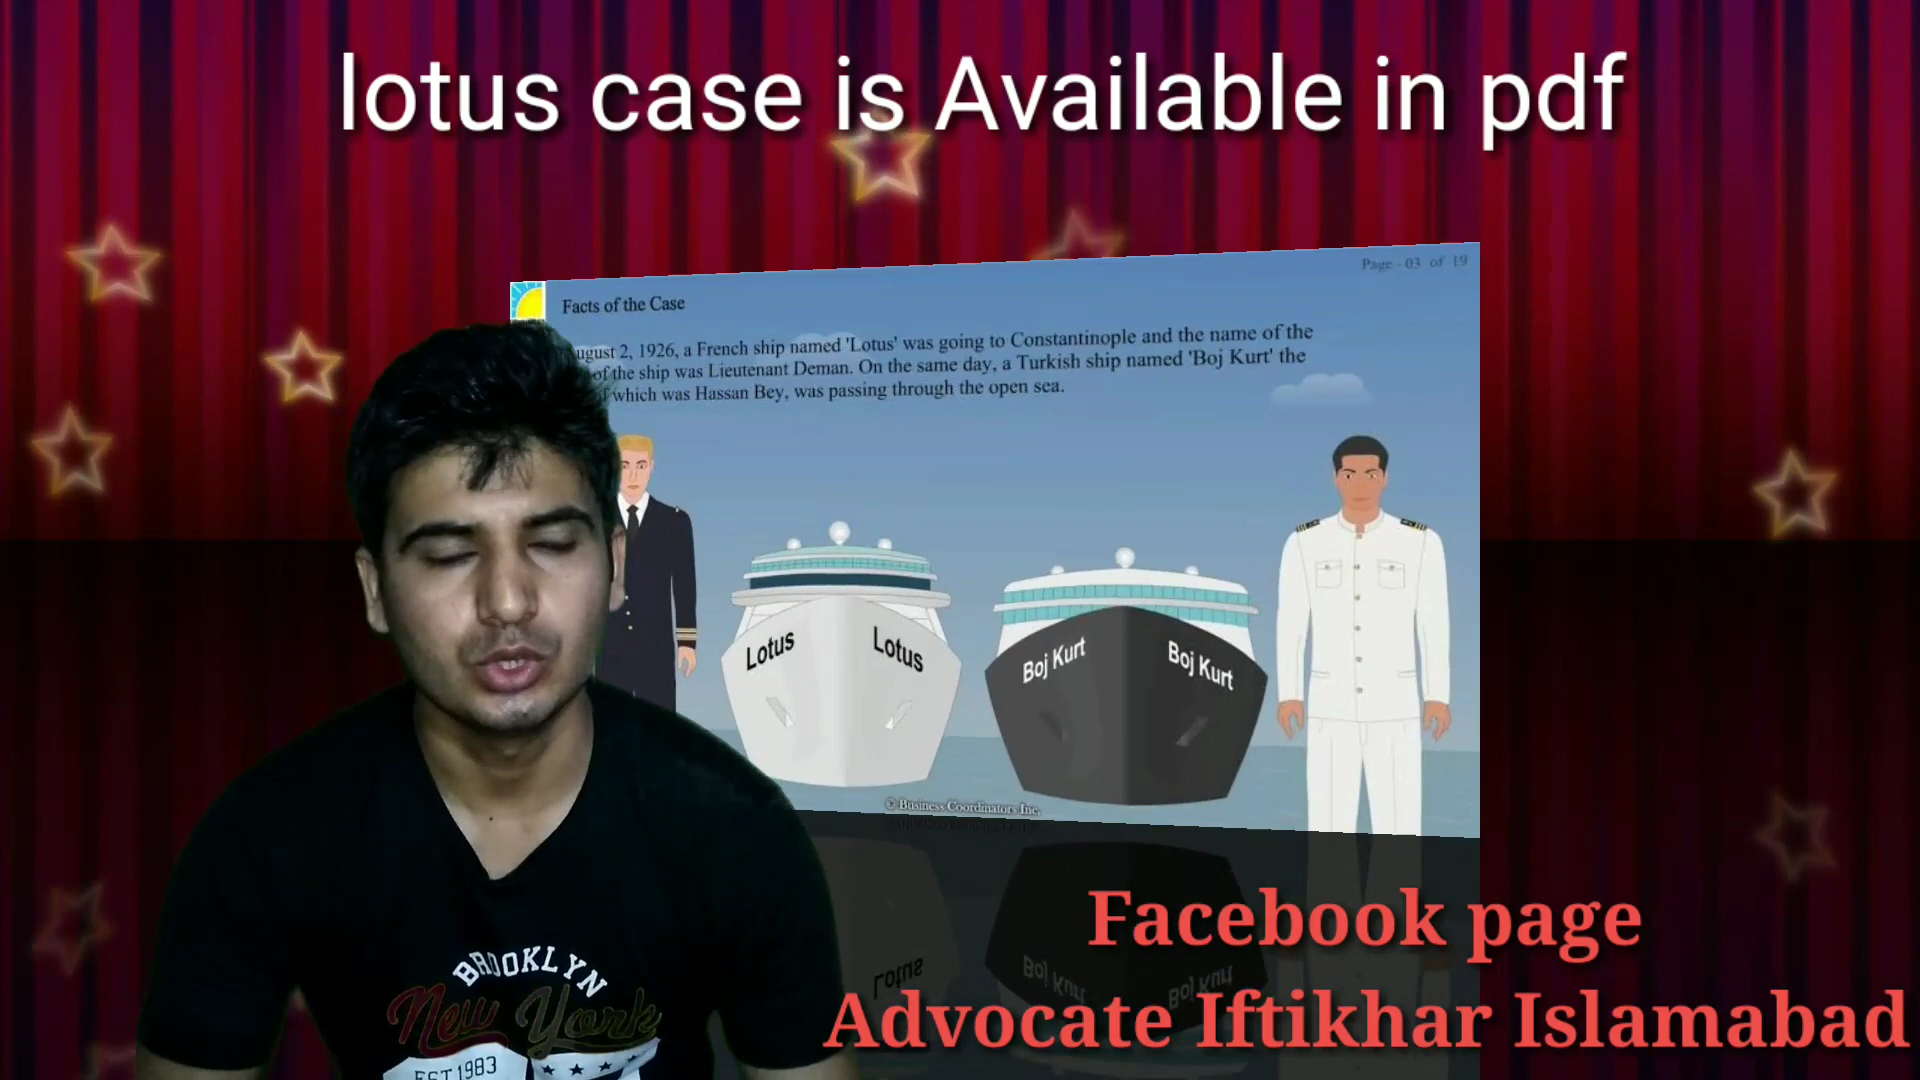 lotus case is Available in pdf
Page - 03 of 19
Facts of the Case
ugust 2, 1926, a French ship named 'Lotus' was going to Constantinople and the name of the
of the ship was Lieutenant Deman. On the same day, a Turkish ship named 'Boj Kurt' the
which was Hassan Bey, was passing through the open sea.
Lotus Lotus
Boj Kurt Boj Kurt
© Business Coordinators Inc.
Facebook page
Advocate Iftikhar Islamabad
BROOKLYN
New York
EST 1983